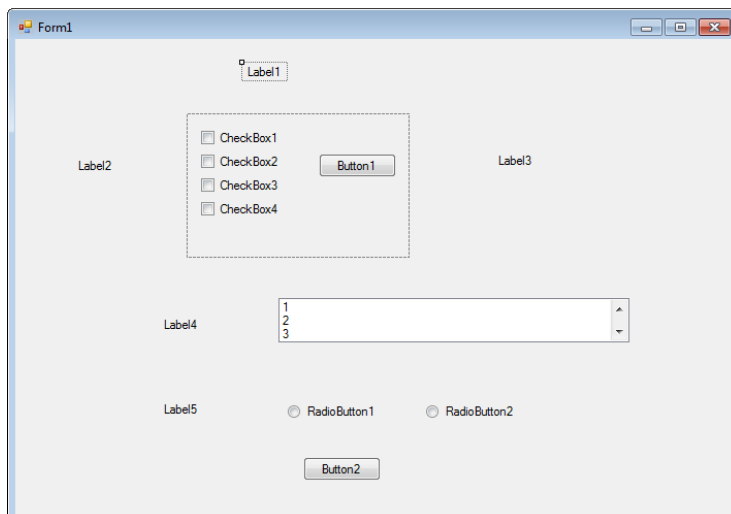 Form1
Label1
Label2
CheckBox1
CheckBox2
CheckBox3
CheckBox4
Button1
Label3
Label4
1
2
3
Label5
RadioButton1
RadioButton2
Button2